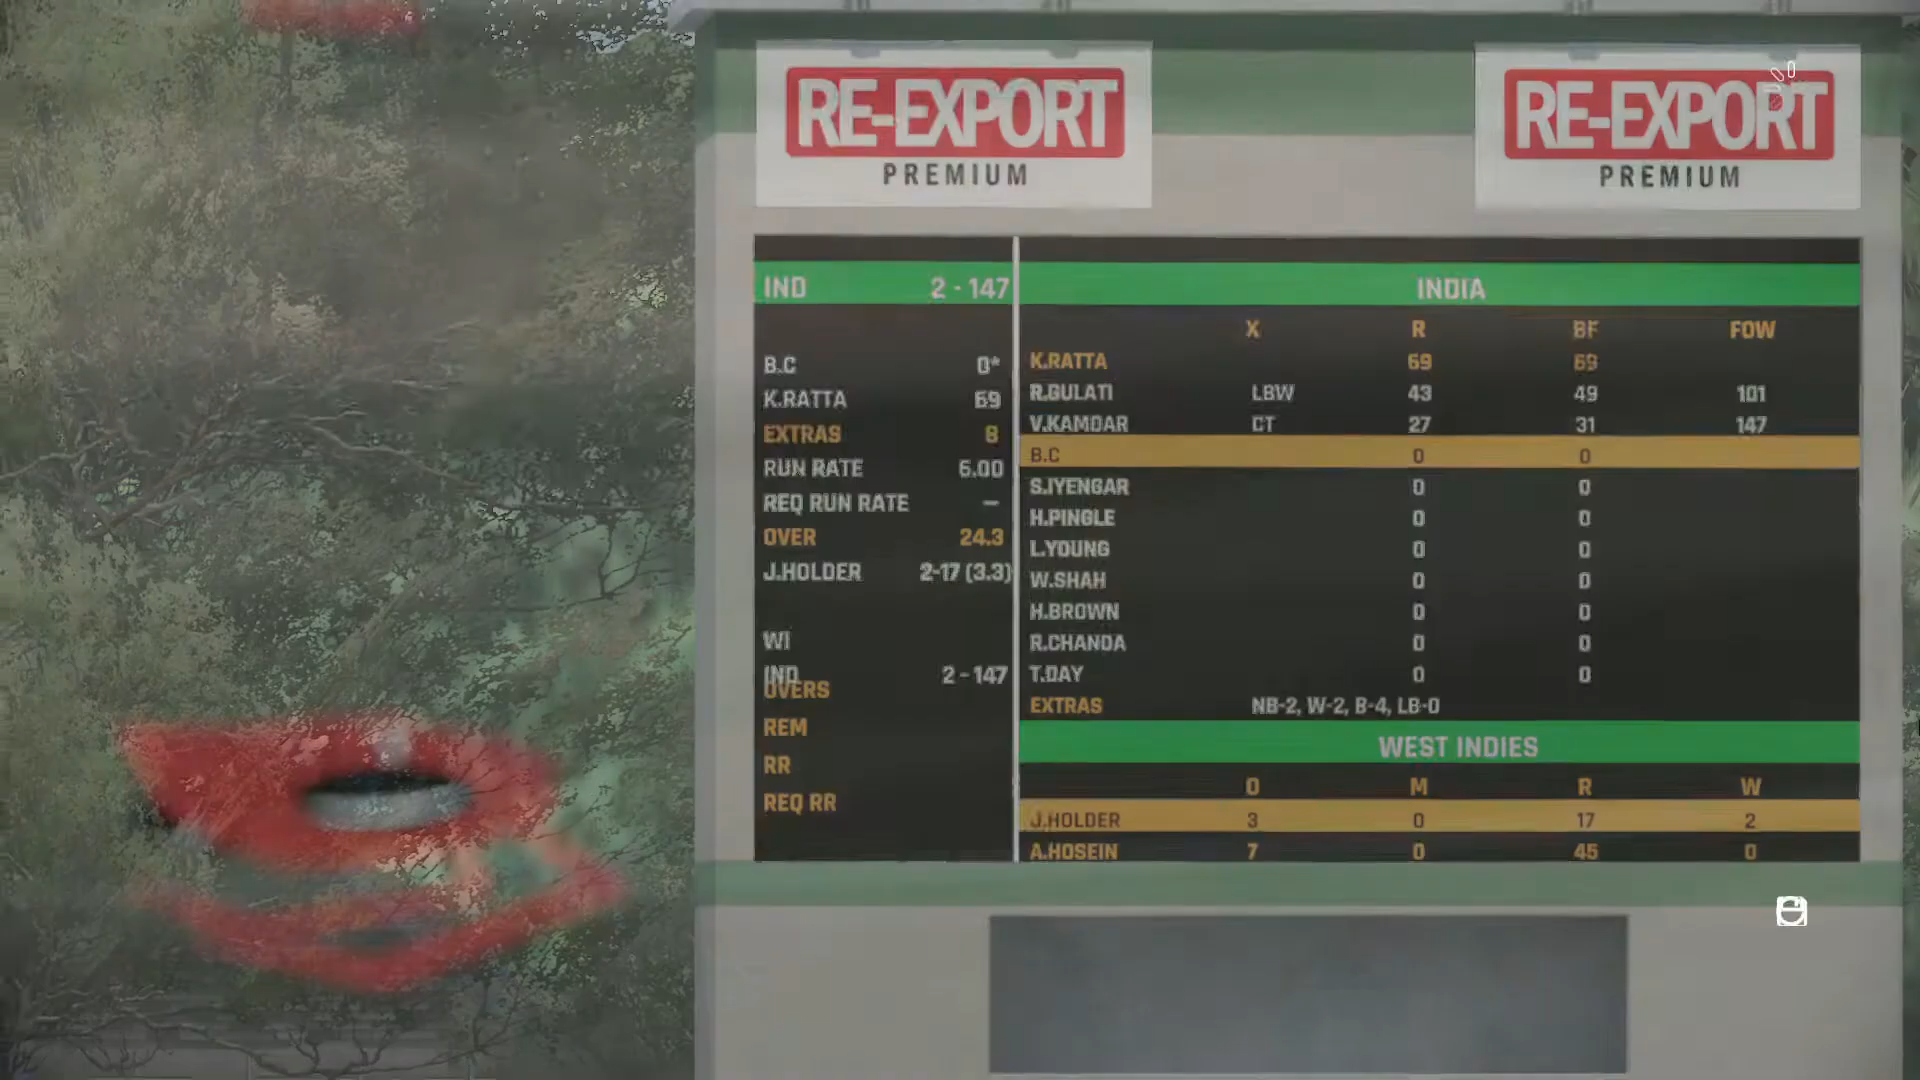 RE-EXPORT
PREMIUM
RE-EXPORT
PREMIUM
IND 2 - 147
B.C 0*
K.RATTA 69
EXTRAS 8
RUN RATE 6.00
REQ RUN RATE –
OVER 24.3
J.HOLDER 2-17 (3.3)
WI
IND 2 - 147
OVERS
REM
RR
REQ RR
INDIA
X R BF FOW
K.RATTA 69 69
R.GULATI LBW 43 49 101
V.KAMDAR CT 27 31 147
B.C 0 0
S.IYENGAR 0 0
H.PINGLE 0 0
L.YOUNG 0 0
W.SHAH 0 0
H.BROWN 0 0
R.CHANDA 0 0
T.DAY 0 0
EXTRAS NB-2, W-2, B-4, LB-0
WEST INDIES
O M R W
J.HOLDER 3 0 17 2
A.HOSEIN 7 0 45 0